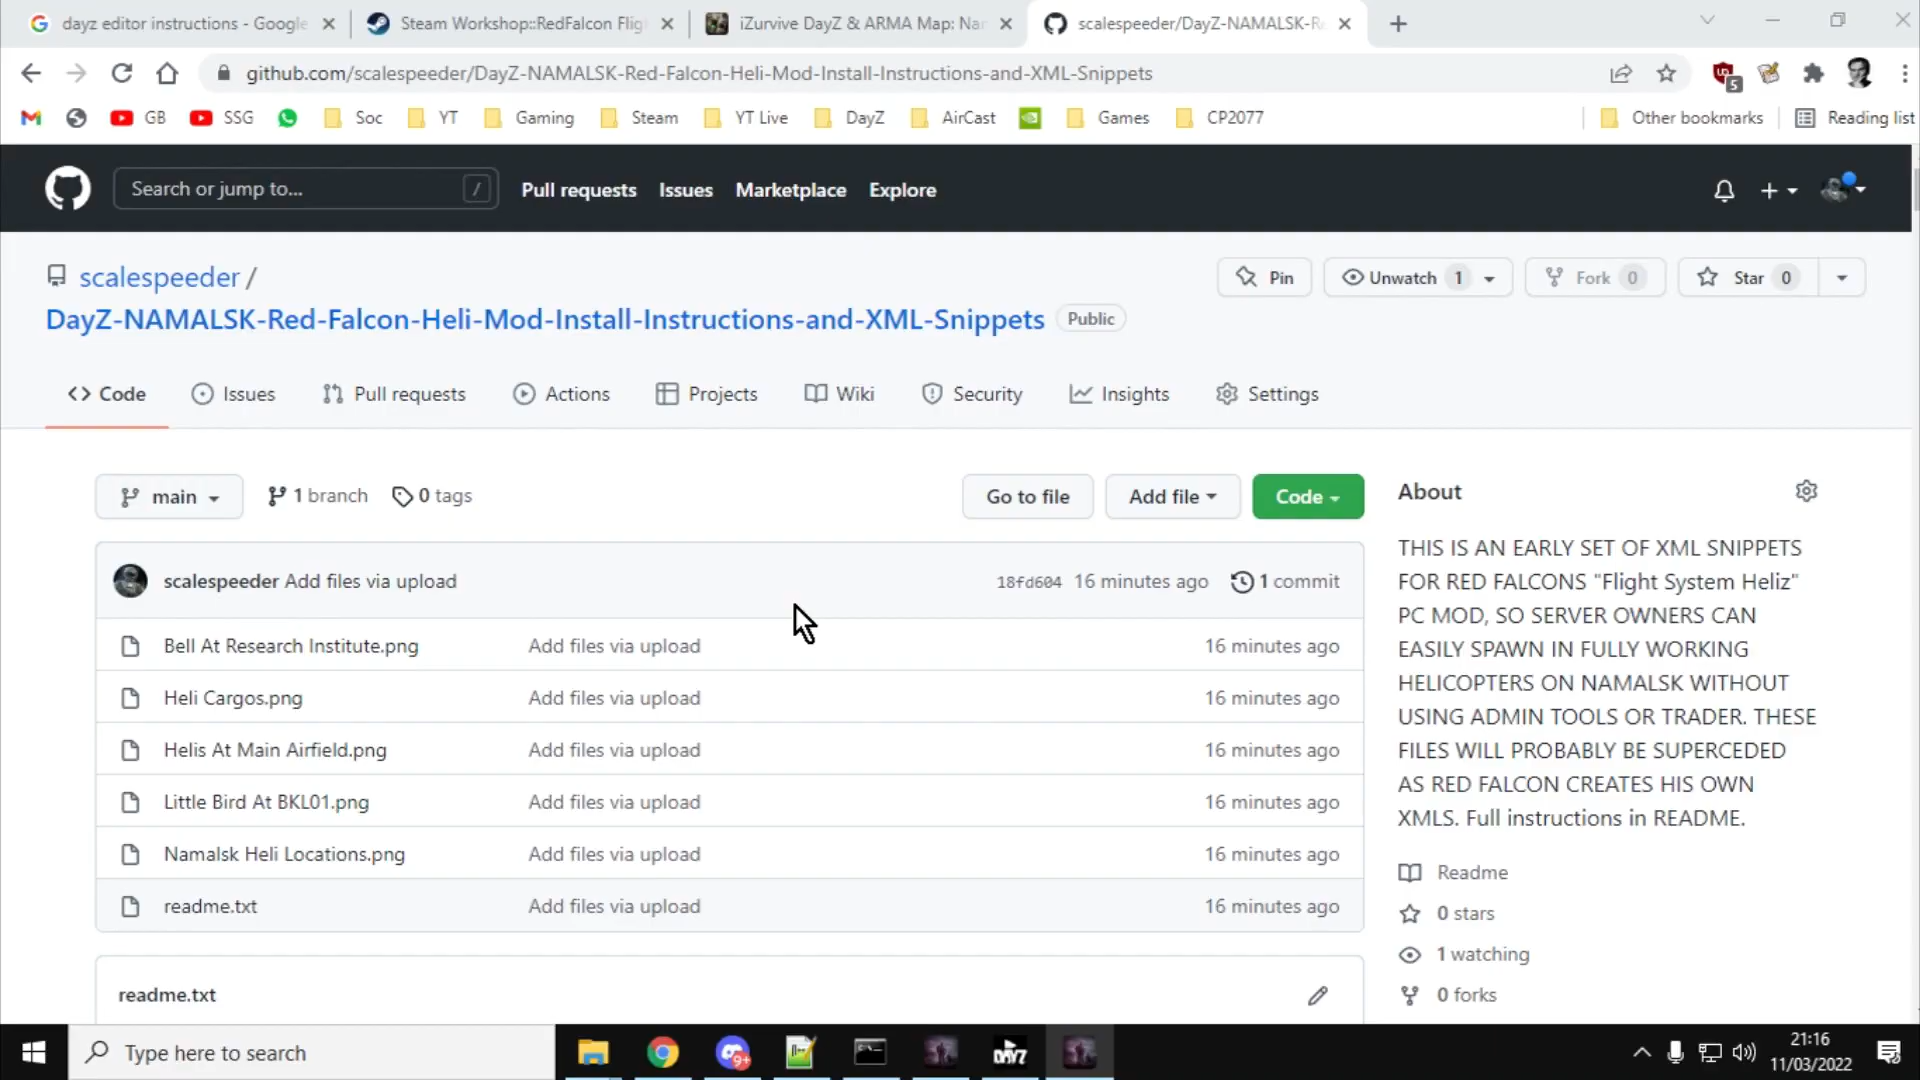 dayz editor instructions - Google
Steam Workshop::RedFalcon Fligh
iZurvive DayZ & ARMA Map: Nam
scalespeeder/DayZ-NAMALSK-Re
github.com/scalespeeder/DayZ-NAMALSK-Red-Falcon-Heli-Mod-Install-Instructions-and-XML-Snippets
5
GB
SSG
Soc
YT
Gaming
Steam
YT Live
DayZ
AirCast
Games
CP2077
Other bookmarks
Reading list
Search or jump to...
/
Pull requests
Issues
Marketplace
Explore
scalespeeder /
DayZ-NAMALSK-Red-Falcon-Heli-Mod-Install-Instructions-and-XML-Snippets
Public
Pin
Unwatch 1
Fork 0
Star 0
Code
Issues
Pull requests
Actions
Projects
Wiki
Security
Insights
Settings
main
1 branch
0 tags
Go to file
Add file
Code
scalespeeder Add files via upload
18fd604 16 minutes ago
1 commit
Bell At Research Institute.png Add files via upload 16 minutes ago
Heli Cargos.png Add files via upload 16 minutes ago
Helis At Main Airfield.png Add files via upload 16 minutes ago
Little Bird At BKL01.png Add files via upload 16 minutes ago
Namalsk Heli Locations.png Add files via upload 16 minutes ago
readme.txt Add files via upload 16 minutes ago
readme.txt
About
THIS IS AN EARLY SET OF XML SNIPPETS
FOR RED FALCONS "Flight System Heliz"
PC MOD, SO SERVER OWNERS CAN
EASILY SPAWN IN FULLY WORKING
HELICOPTERS ON NAMALSK WITHOUT
USING ADMIN TOOLS OR TRADER. THESE
FILES WILL PROBABLY BE SUPERCEDED
AS RED FALCON CREATES HIS OWN
XMLS. Full instructions in README.
Readme
0 stars
1 watching
0 forks
Type here to search
9+
DAYZ
21:16
11/03/2022